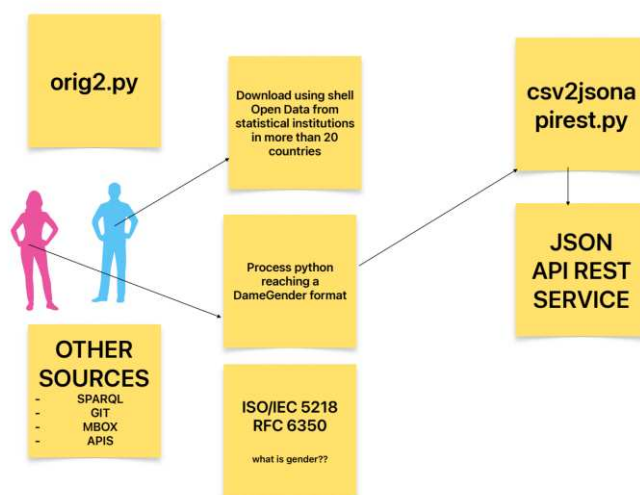 orig2.py
Download using shell
Open Data from
statistical institutions
in more than 20
countries
csv2jsona
pirest.py
Process python
reaching a
DameGender format
JSON
API REST
SERVICE
OTHER
SOURCES
- SPARQL
- GIT
- MBOX
- APIS
ISO/IEC 5218
RFC 6350
what is gender??